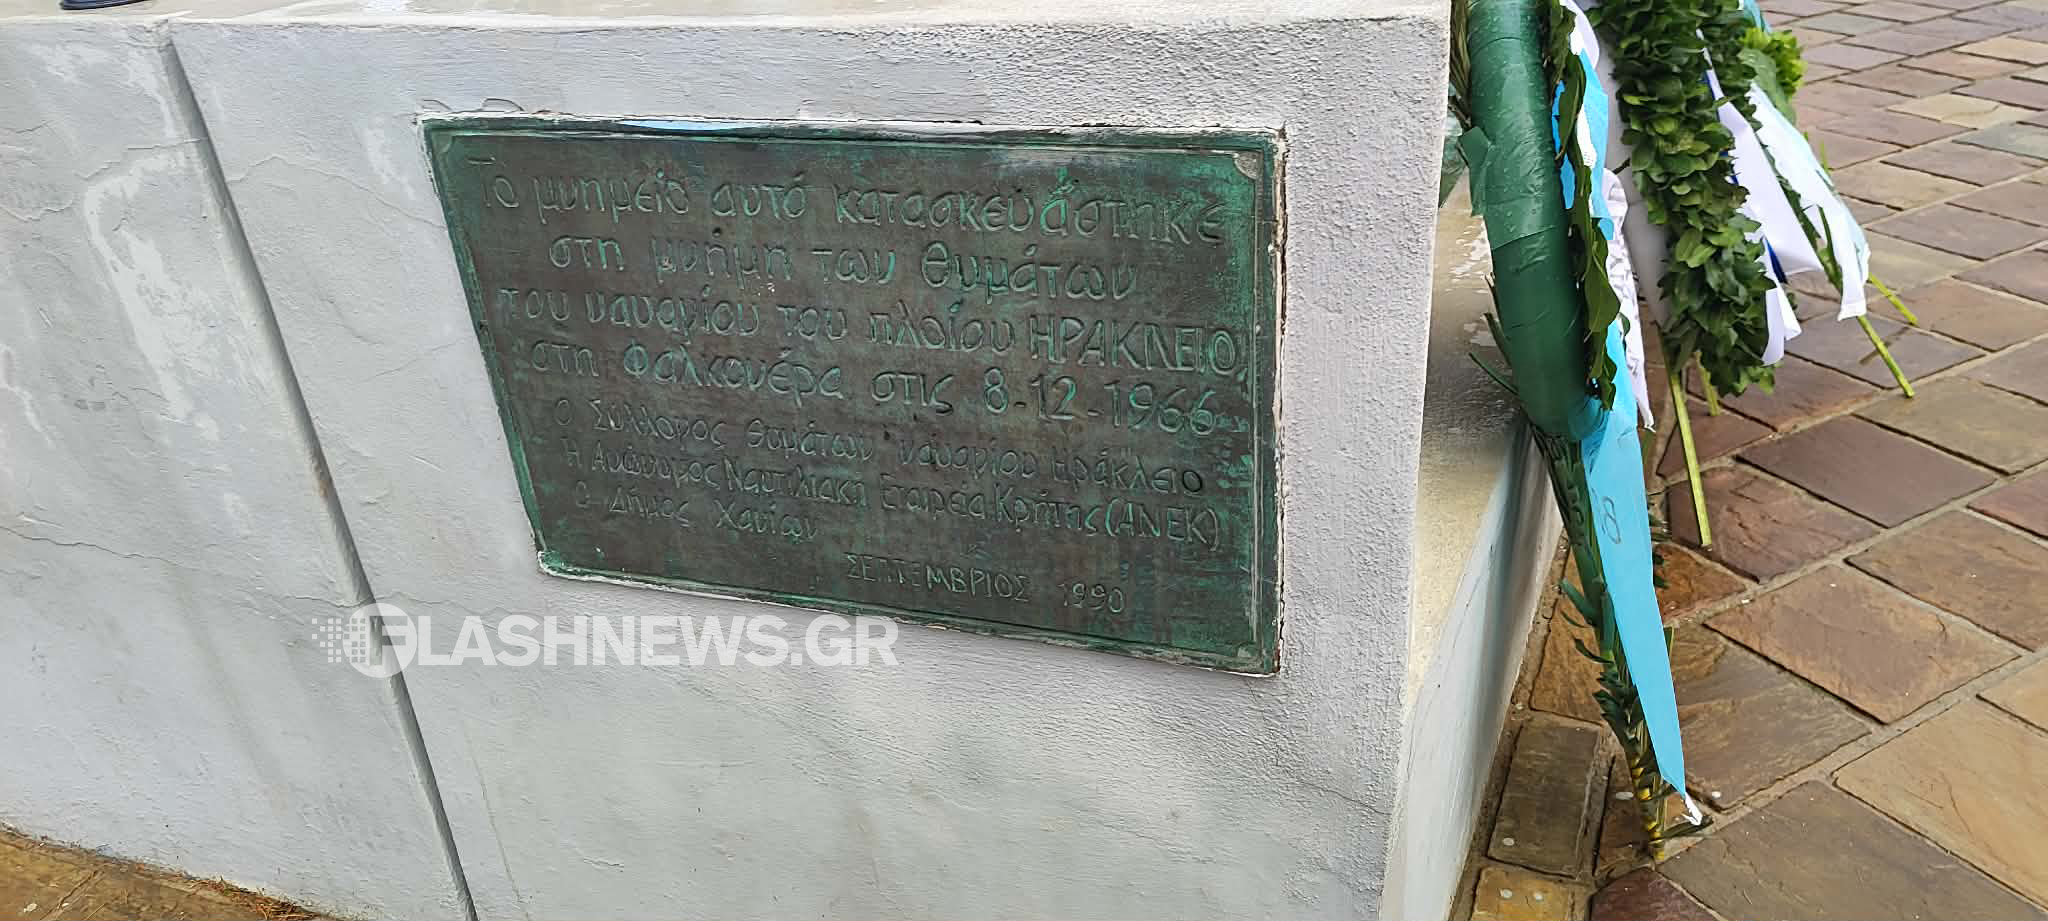 Το μνημείο αυτό κατασκευάστηκε
στη μνήμη των θυμάτων
του ναυαγίου του πλοίου ΗΡΑΚΛΕΙΟ,
στη Φαλκονέρα στις 8-12-1966
Ο Σύλλογος θυμάτων ναυαγίου Ηράκλειο
Η Ανώνυμος Ναυτιλιακή Εταιρεία Κρήτης (ΑΝΕΚ)
Ο Δήμος Χανίων
ΣΕΠΤΕΜΒΡΙΟΣ 1990
FLASHNEWS.GR
8